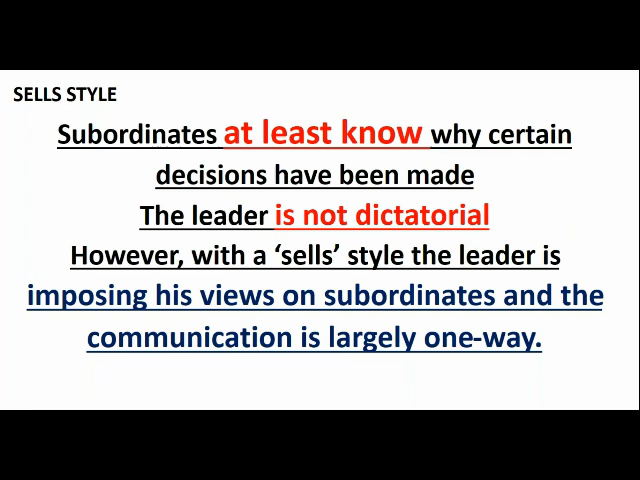 SELLS STYLE
Subordinates at least know why certain
decisions have been made
The leader is not dictatorial
However, with a ‘sells’ style the leader is
imposing his views on subordinates and the
communication is largely one-way.